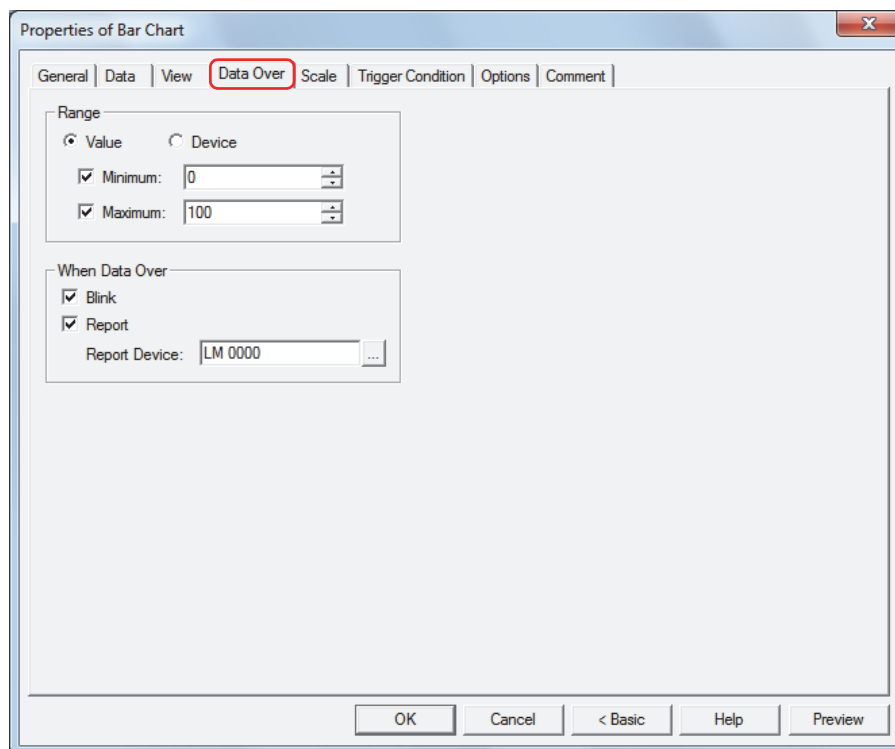 Properties of Bar Chart
General Data View Data Over Scale Trigger Condition Options Comment
Range
Value Device
Minimum: 0
Maximum: 100
When Data Over
Blink
Report
Report Device: LM 0000 ...
OK Cancel < Basic Help Preview